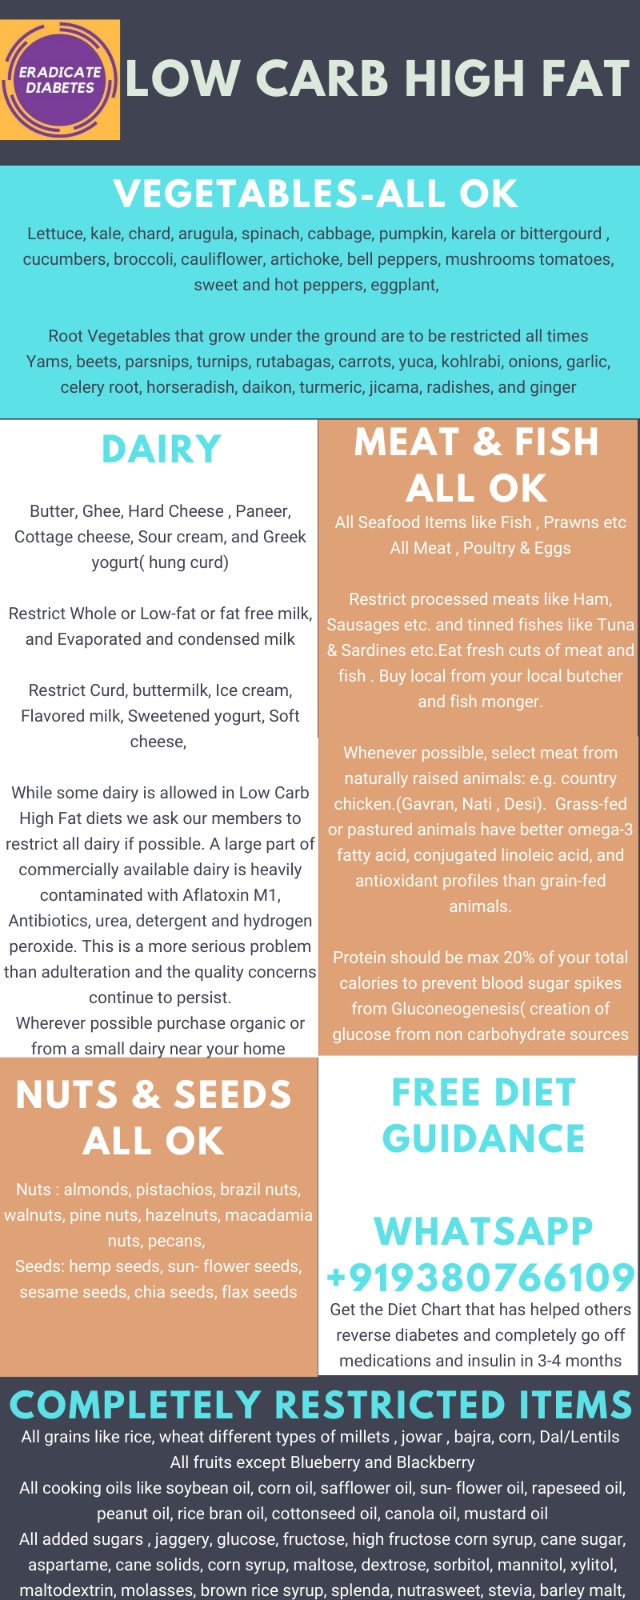 ERADICATE
DIABETES
LOW CARB HIGH FAT
VEGETABLES-ALL OK
Lettuce, kale, chard, arugula, spinach, cabbage, pumpkin, karela or bittergourd ,
cucumbers, broccoli, cauliflower, artichoke, bell peppers, mushrooms tomatoes,
sweet and hot peppers, eggplant,
Root Vegetables that grow under the ground are to be restricted all times
Yams, beets, parsnips, turnips, rutabagas, carrots, yuca, kohlrabi, onions, garlic,
celery root, horseradish, daikon, turmeric, jicama, radishes, and ginger
DAIRY
Butter, Ghee, Hard Cheese , Paneer,
Cottage cheese, Sour cream, and Greek
yogurt( hung curd)
Restrict Whole or Low-fat or fat free milk,
and Evaporated and condensed milk
Restrict Curd, buttermilk, Ice cream,
Flavored milk, Sweetened yogurt, Soft
cheese,
While some dairy is allowed in Low Carb
High Fat diets we ask our members to
restrict all dairy if possible. A large part of
commercially available dairy is heavily
contaminated with Aflatoxin M1,
Antibiotics, urea, detergent and hydrogen
peroxide. This is a more serious problem
than adulteration and the quality concerns
continue to persist.
Wherever possible purchase organic or
from a small dairy near your home
MEAT & FISH
ALL OK
All Seafood Items like Fish , Prawns etc
All Meat , Poultry & Eggs
Restrict processed meats like Ham,
Sausages etc. and tinned fishes like Tuna
& Sardines etc.Eat fresh cuts of meat and
fish . Buy local from your local butcher
and fish monger.
Whenever possible, select meat from
naturally raised animals: e.g. country
chicken.(Gavran, Nati , Desi). Grass-fed
or pastured animals have better omega-3
fatty acid, conjugated linoleic acid, and
antioxidant profiles than grain-fed
animals.
Protein should be max 20% of your total
calories to prevent blood sugar spikes
from Gluconeogenesis( creation of
glucose from non carbohydrate sources
NUTS & SEEDS
ALL OK
Nuts : almonds, pistachios, brazil nuts,
walnuts, pine nuts, hazelnuts, macadamia
nuts, pecans,
Seeds: hemp seeds, sun- flower seeds,
sesame seeds, chia seeds, flax seeds
FREE DIET
GUIDANCE
WHATSAPP
+919380766109
Get the Diet Chart that has helped others
reverse diabetes and completely go off
medications and insulin in 3-4 months
COMPLETELY RESTRICTED ITEMS
All grains like rice, wheat different types of millets , jowar , bajra, corn, Dal/Lentils
All fruits except Blueberry and Blackberry
All cooking oils like soybean oil, corn oil, safflower oil, sun- flower oil, rapeseed oil,
peanut oil, rice bran oil, cottonseed oil, canola oil, mustard oil
All added sugars , jaggery, glucose, fructose, high fructose corn syrup, cane sugar,
aspartame, cane solids, corn syrup, maltose, dextrose, sorbitol, mannitol, xylitol,
maltodextrin, molasses, brown rice syrup, splenda, nutrasweet, stevia, barley malt,